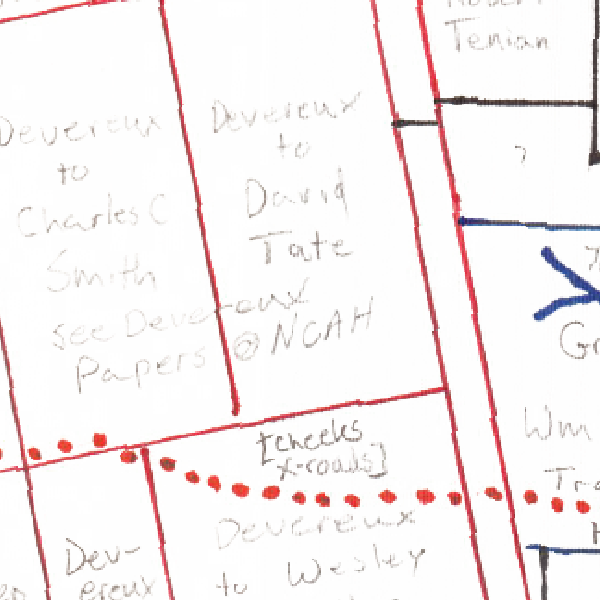 Tenian
Devereux
to
Charles C
Smith
see Devereux
Papers @ NCAH
Devereux
to
David
Tate
?
[cheeks
x-roads]
Devereux
to Wesley
Dev-
ereux
Wm